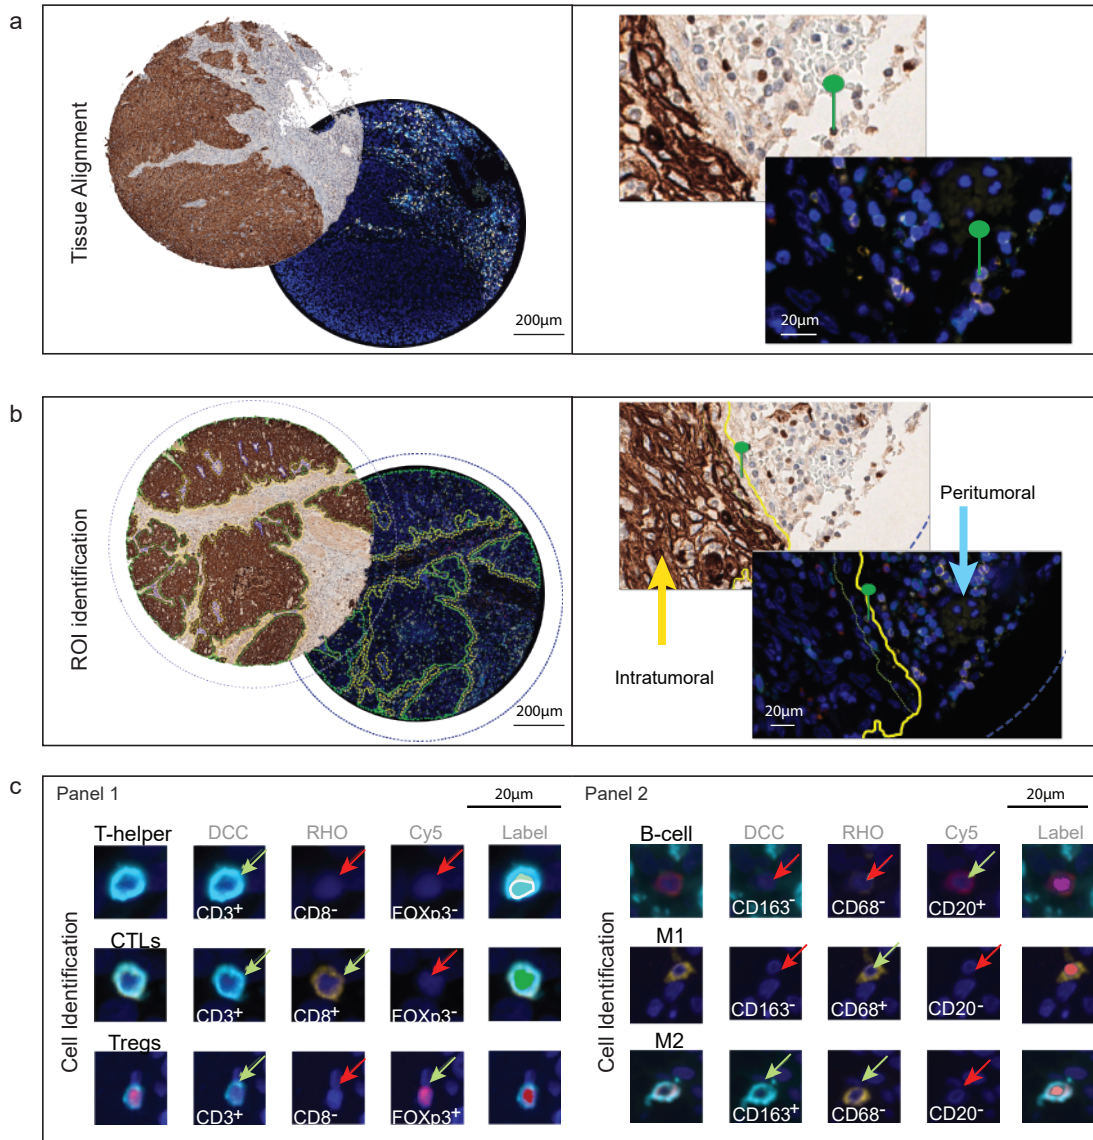 a
Tissue Alignment
200µm
20µm
b
ROI identification
200µm
Peritumoral
Intratumoral
20µm
c
Panel 1
20µm
T-helper DCC RHO Cy5 Label
CD3+ CD8- FOXp3-
CTLs
CD3+ CD8+ FOXp3-
Tregs
CD3+ CD8- FOXp3+
Cell Identification
Panel 2
20µm
B-cell DCC RHO Cy5 Label
CD163- CD68- CD20+
M1
CD163- CD68+ CD20-
M2
CD163+ CD68- CD20-
Cell Identification